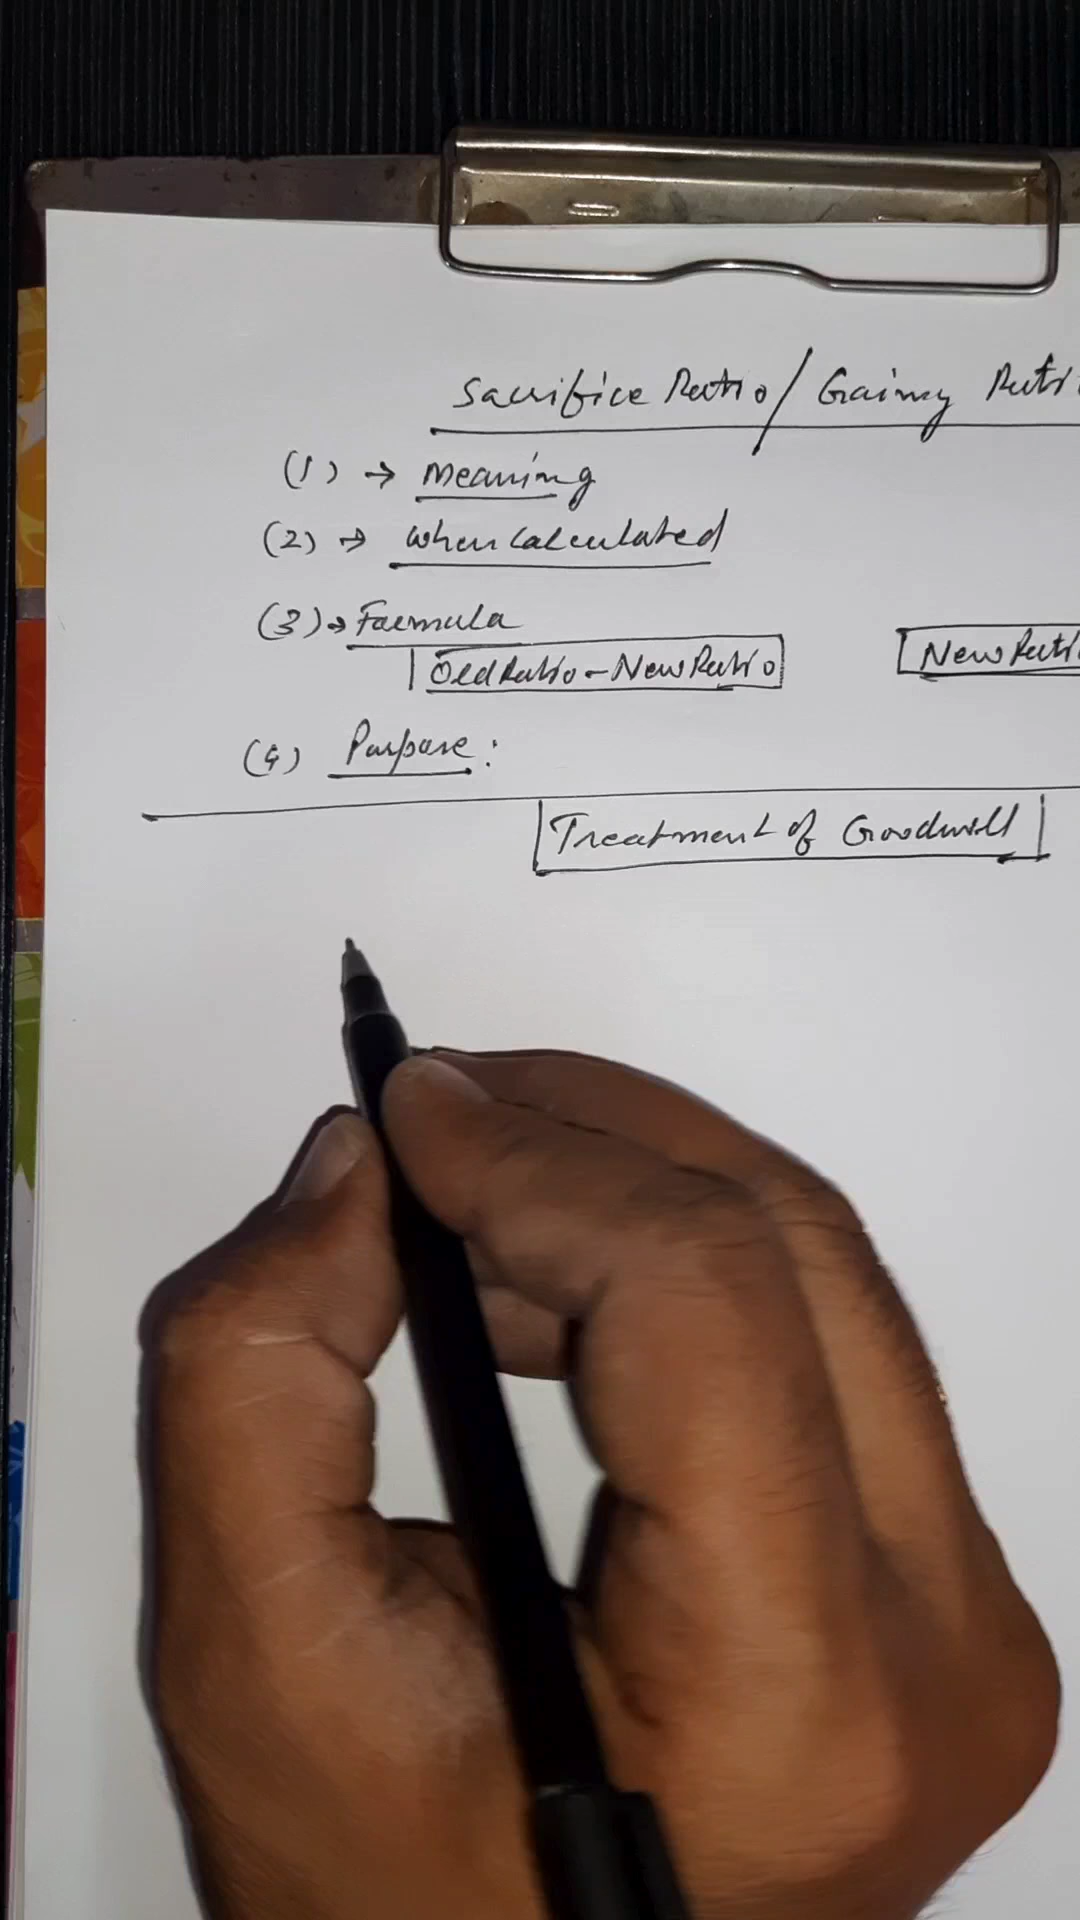 Sacrifice Ratio / Gaining Rati
(1) → Meaning
(2) → When Calculated
(3) → Formula
Old Ratio - New Ratio New Ratio
(4) Purpose :
Treatment of Goodwill